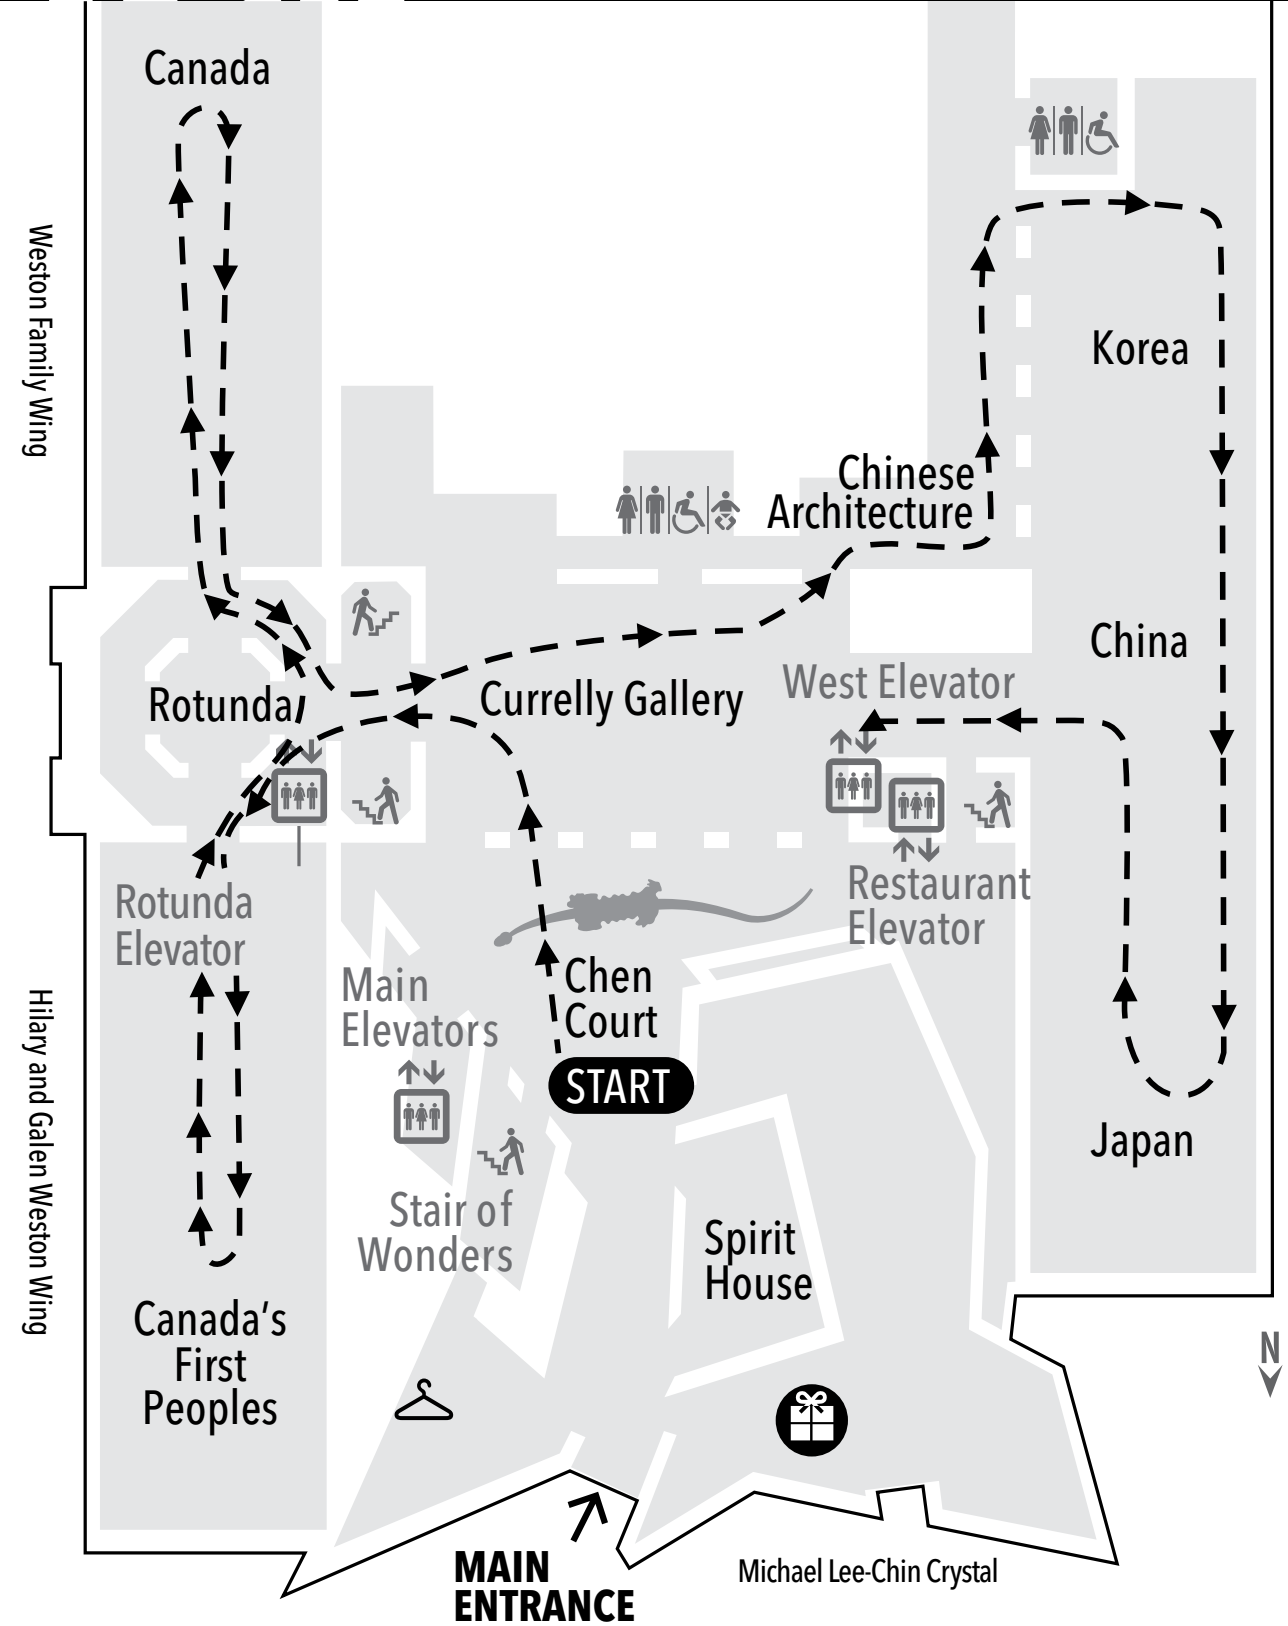 Canada
Weston Family Wing
Korea
Chinese
Architecture
China
West Elevator
Rotunda
Currelly Gallery
Restaurant
Elevator
Rotunda
Elevator
Main
Elevators
Chen
Court
START
Japan
Hilary and Galen Weston Wing
Stair of
Wonders
Spirit
House
Canada's
First
Peoples
N
MAIN
ENTRANCE
Michael Lee-Chin Crystal